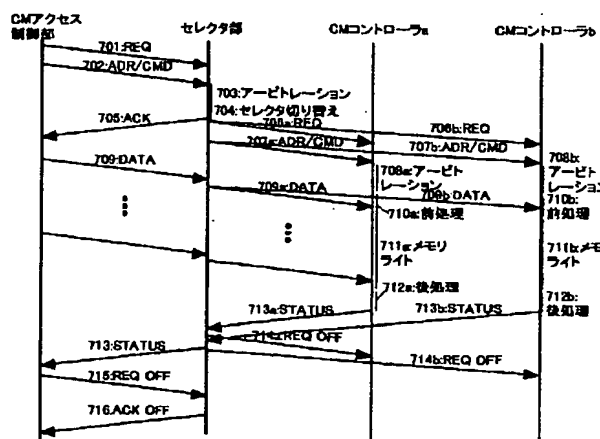 CMアクセス
制御部
セレクタ部
CMコントローラa
CMコントローラb
701:REQ
702:ADR/CMD
703:アービトレーション
704:セレクタ切り替え
705:ACK
706a:REQ
706b:REQ
707a:ADR/CMD
707b:ADR/CMD
708a:アービト
レーション
708b:
アービト
レーション
709:DATA
709a:DATA
709b:DATA
710a:前処理
710b:
前処理
711a:メモリ
ライト
711b:メモリ
ライト
712a:後処理
712b:
後処理
713a:STATUS
713b:STATUS
714a:REQ OFF
713:STATUS
714b:REQ OFF
715:REQ OFF
716:ACK OFF